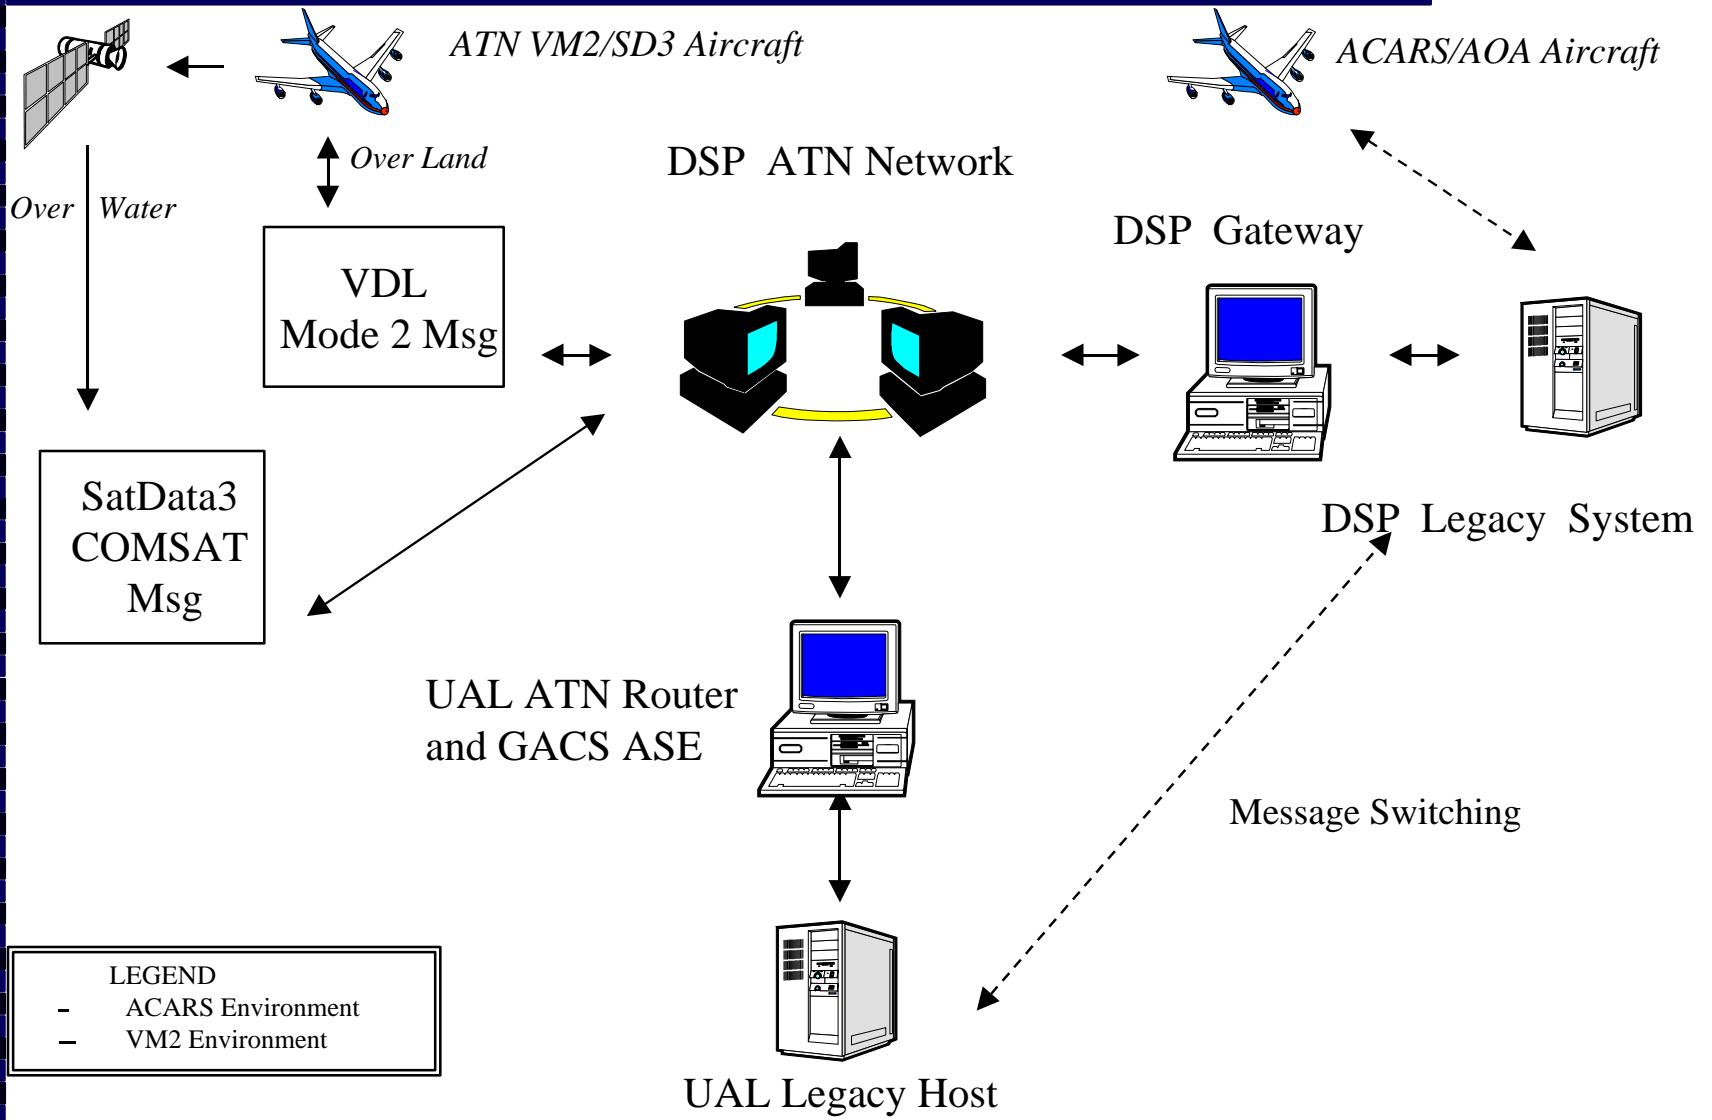 ATN VM2/SD3 Aircraft
ACARS/AOA Aircraft
Over Land
DSP ATN Network
Over Water
DSP Gateway
VDL
Mode 2 Msg
SatData3
COMSAT
Msg
DSP Legacy System
UAL ATN Router
and GACS ASE
Message Switching
LEGEND
– ACARS Environment
– VM2 Environment
UAL Legacy Host